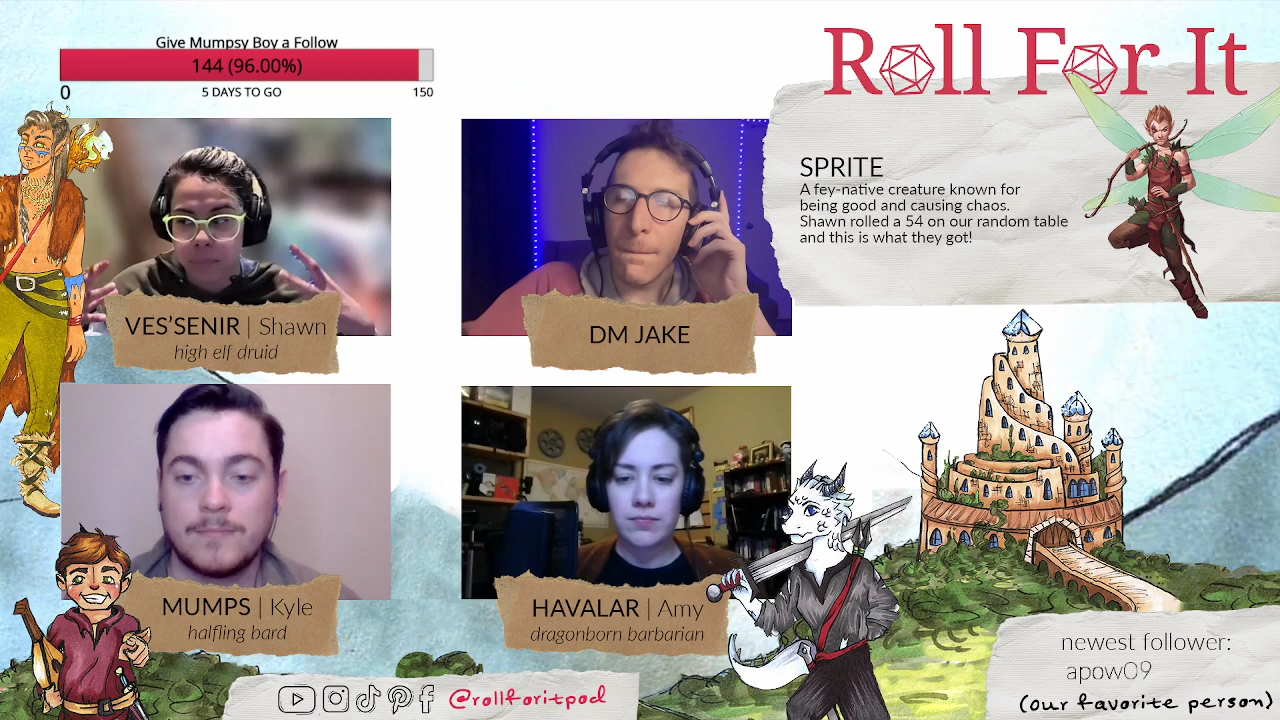 Give Mumpsy Boy a Follow
144 (96.00%)
0
5 DAYS TO GO
150
Roll For It
SPRITE
A fey-native creature known for
being good and causing chaos.
Shawn rolled a 54 on our random table
and this is what they got!
VES'SENIR | Shawn
high elf druid
DM JAKE
MUMPS | Kyle
halfling bard
HAVALAR | Amy
dragonborn barbarian
newest follower:
apow09
(our favorite person)
@rollforitpod